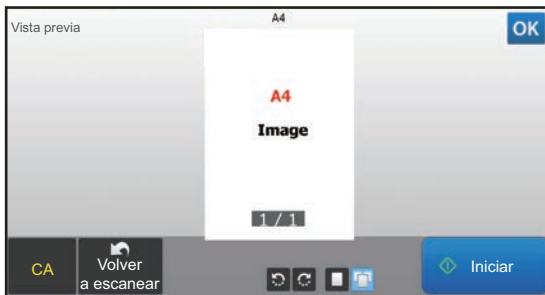 Vista previa
A4
OK
A4
Image
1 / 1
CA
Volver
a escanear
Iniciar